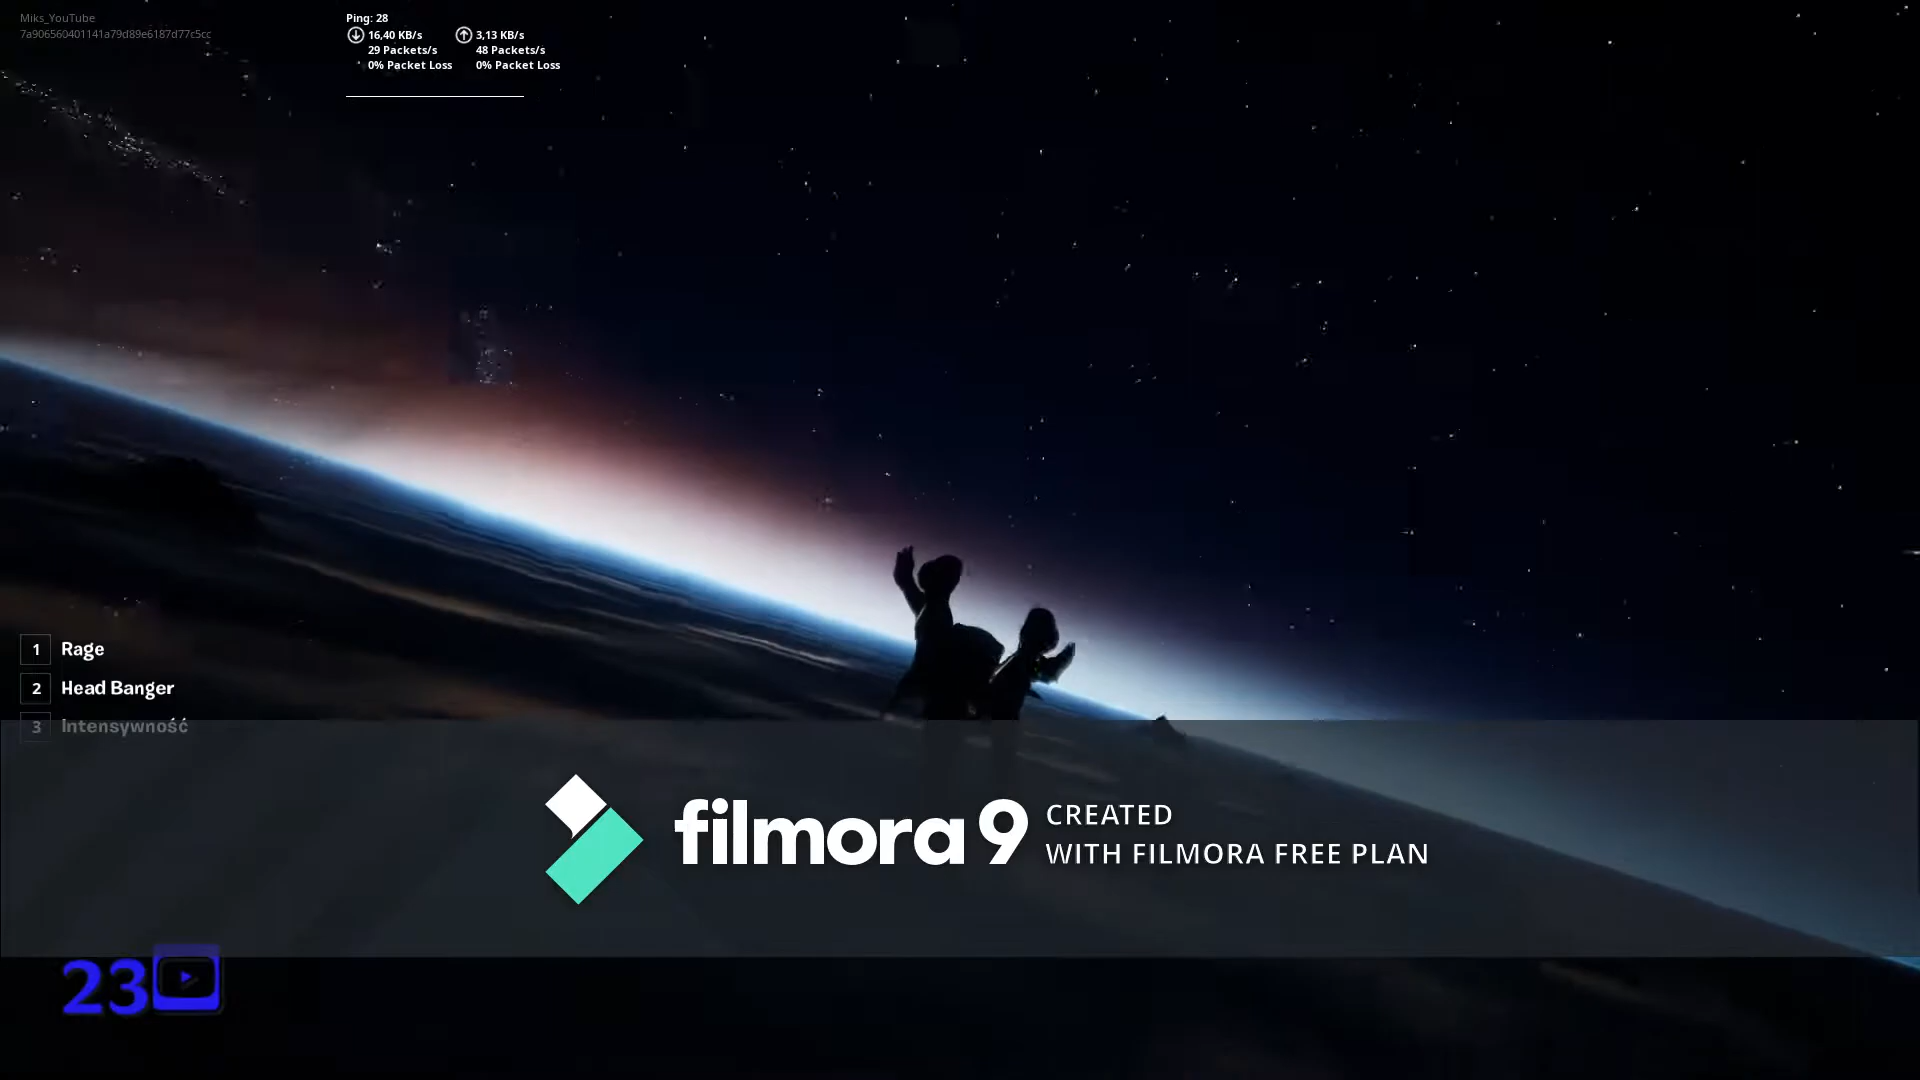 Miks_YouTube
7a906560401141a79d89e6187d77c5cc
Ping: 28
16,40 KB/s 3,13 KB/s
29 Packets/s 48 Packets/s
0% Packet Loss 0% Packet Loss
1 Rage
2 Head Banger
3 Intensywność
filmora 9 CREATED
WITH FILMORA FREE PLAN
23